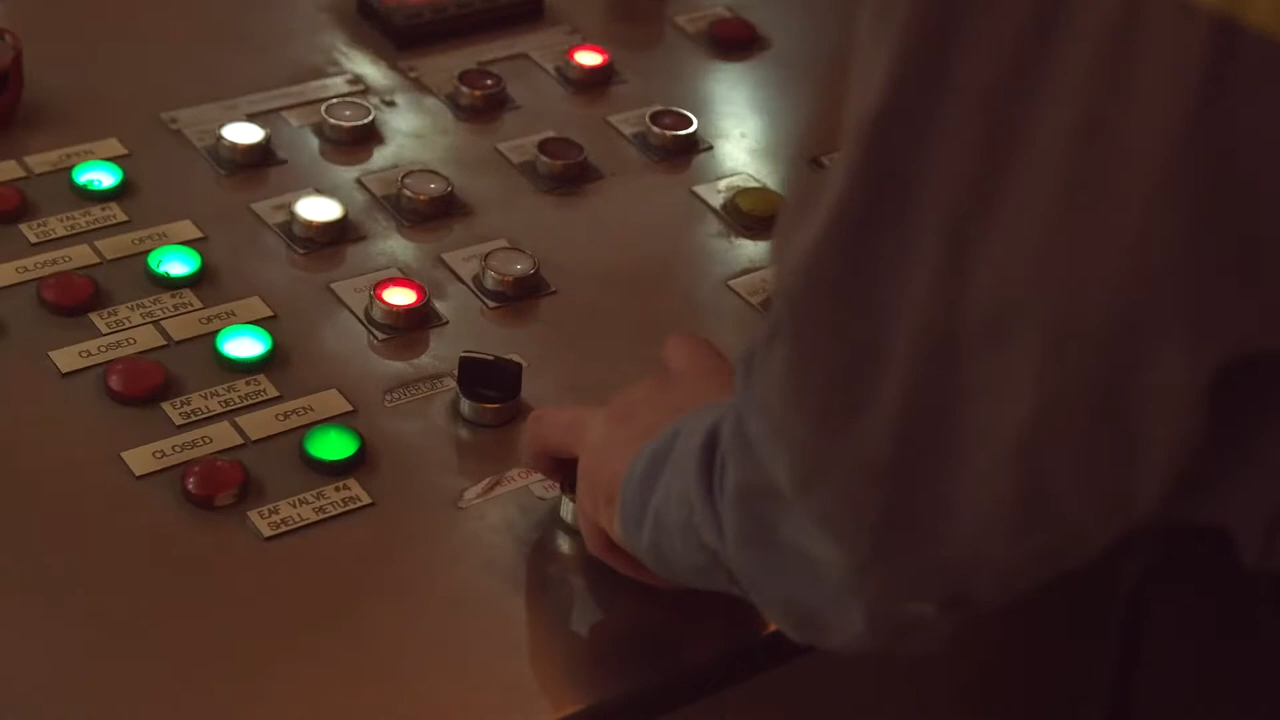 OPEN
EAF VALVE #1
EBT DELIVERY
OPEN
CLOSED
EAF VALVE #2
EBT RETURN
OPEN
CLOSED
EAF VALVE #3
SHELL DELIVERY
OPEN
CLOSED
EAF VALVE #4
SHELL RETURN
COVER OFF